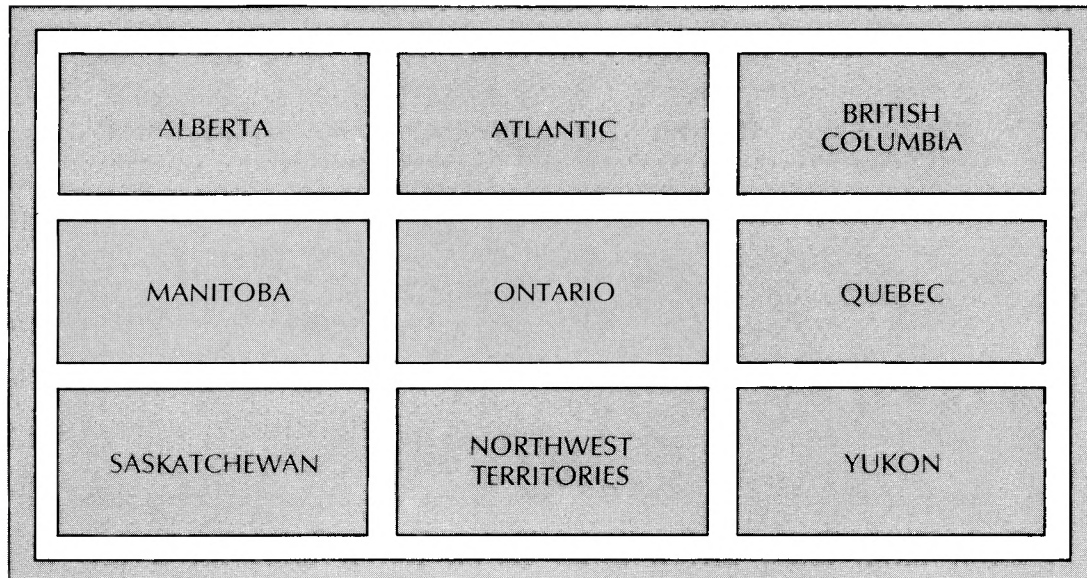 ALBERTA
ATLANTIC
BRITISH
COLUMBIA
MANITOBA
ONTARIO
QUEBEC
SASKATCHEWAN
NORTHWEST
TERRITORIES
YUKON